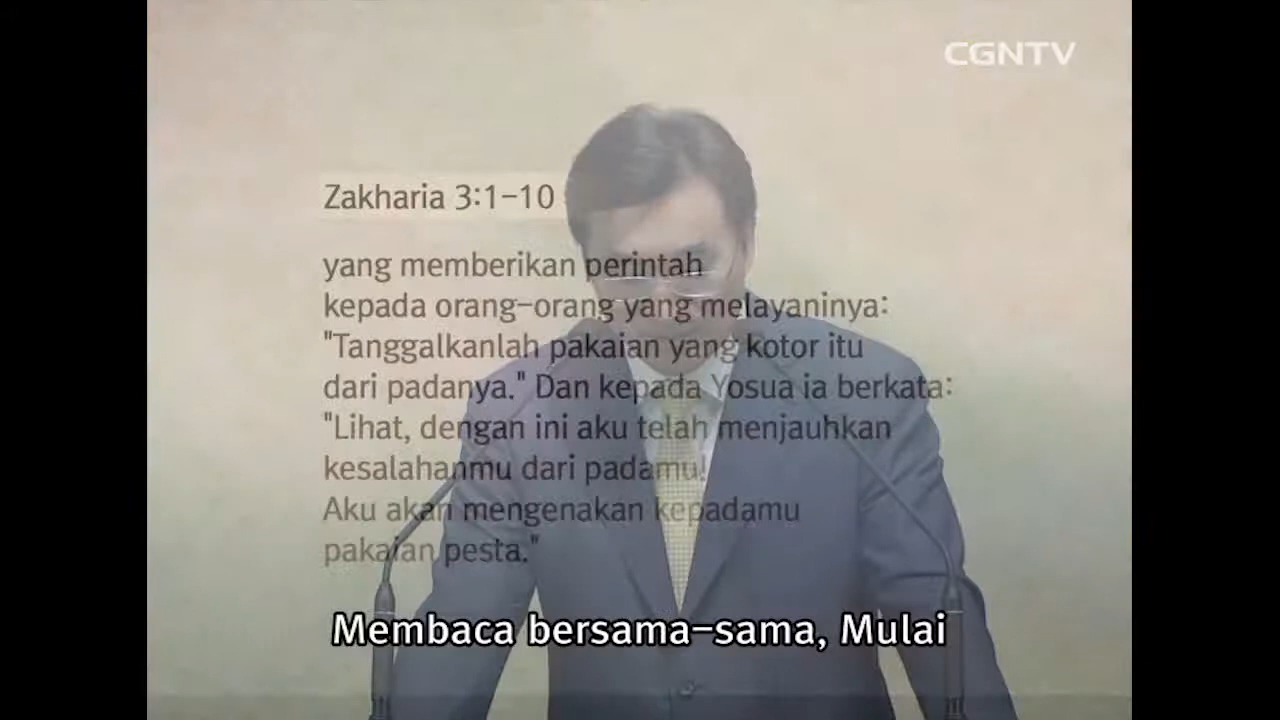 CGNTV
Zakharia 3:1-10
yang memberikan perintah
kepada orang-orang yang melayaninya:
"Tanggalkanlah pakaian yang kotor itu
dari padanya." Dan kepada Yosua ia berkata:
"Lihat, dengan ini aku telah menjauhkan
kesalahanmu dari padamu!
Aku akan mengenakan kepadamu
pakaian pesta."
Membaca bersama-sama, Mulai